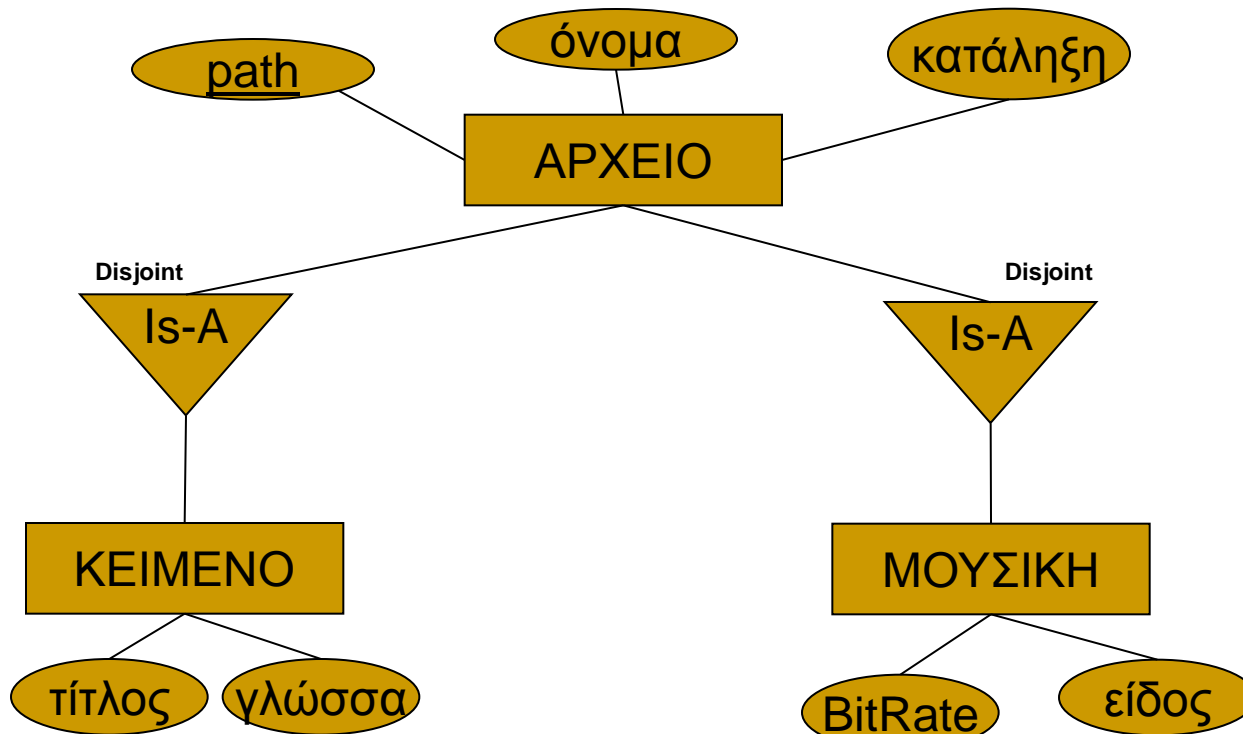 path
όνομα
κατάληξη
ΑΡΧΕΙΟ
Disjoint
Disjoint
Is-A
Is-A
ΚΕΙΜΕΝΟ
ΜΟΥΣΙΚΗ
τίτλος
γλώσσα
BitRate
είδος